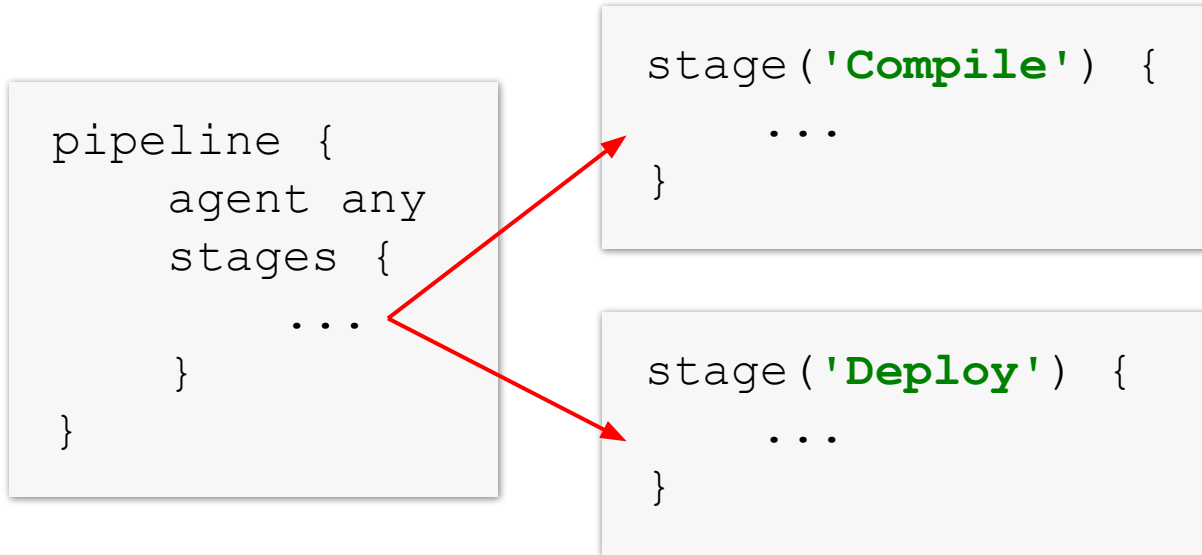 pipeline {
    agent any
    stages {
        ...
    }
}
stage('Compile') {
    ...
}
stage('Deploy') {
    ...
}